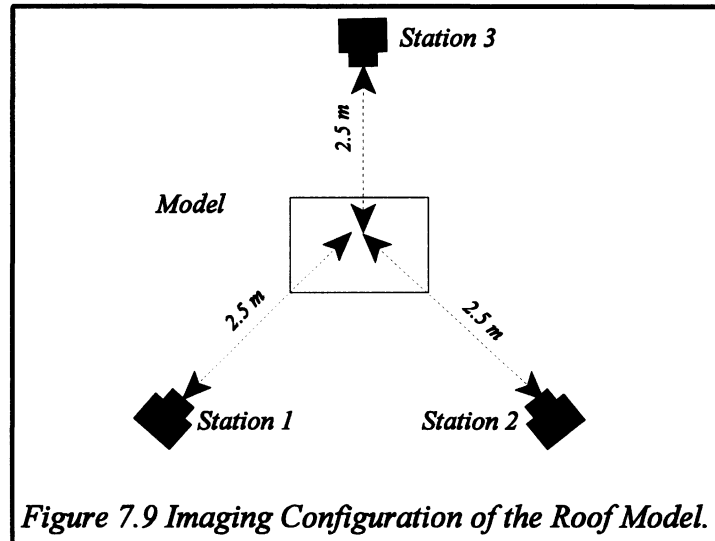 Station 3
2.5 m
Model
2.5 m
2.5 m
Station 1
Station 2
Figure 7.9 Imaging Configuration of the Roof Model.